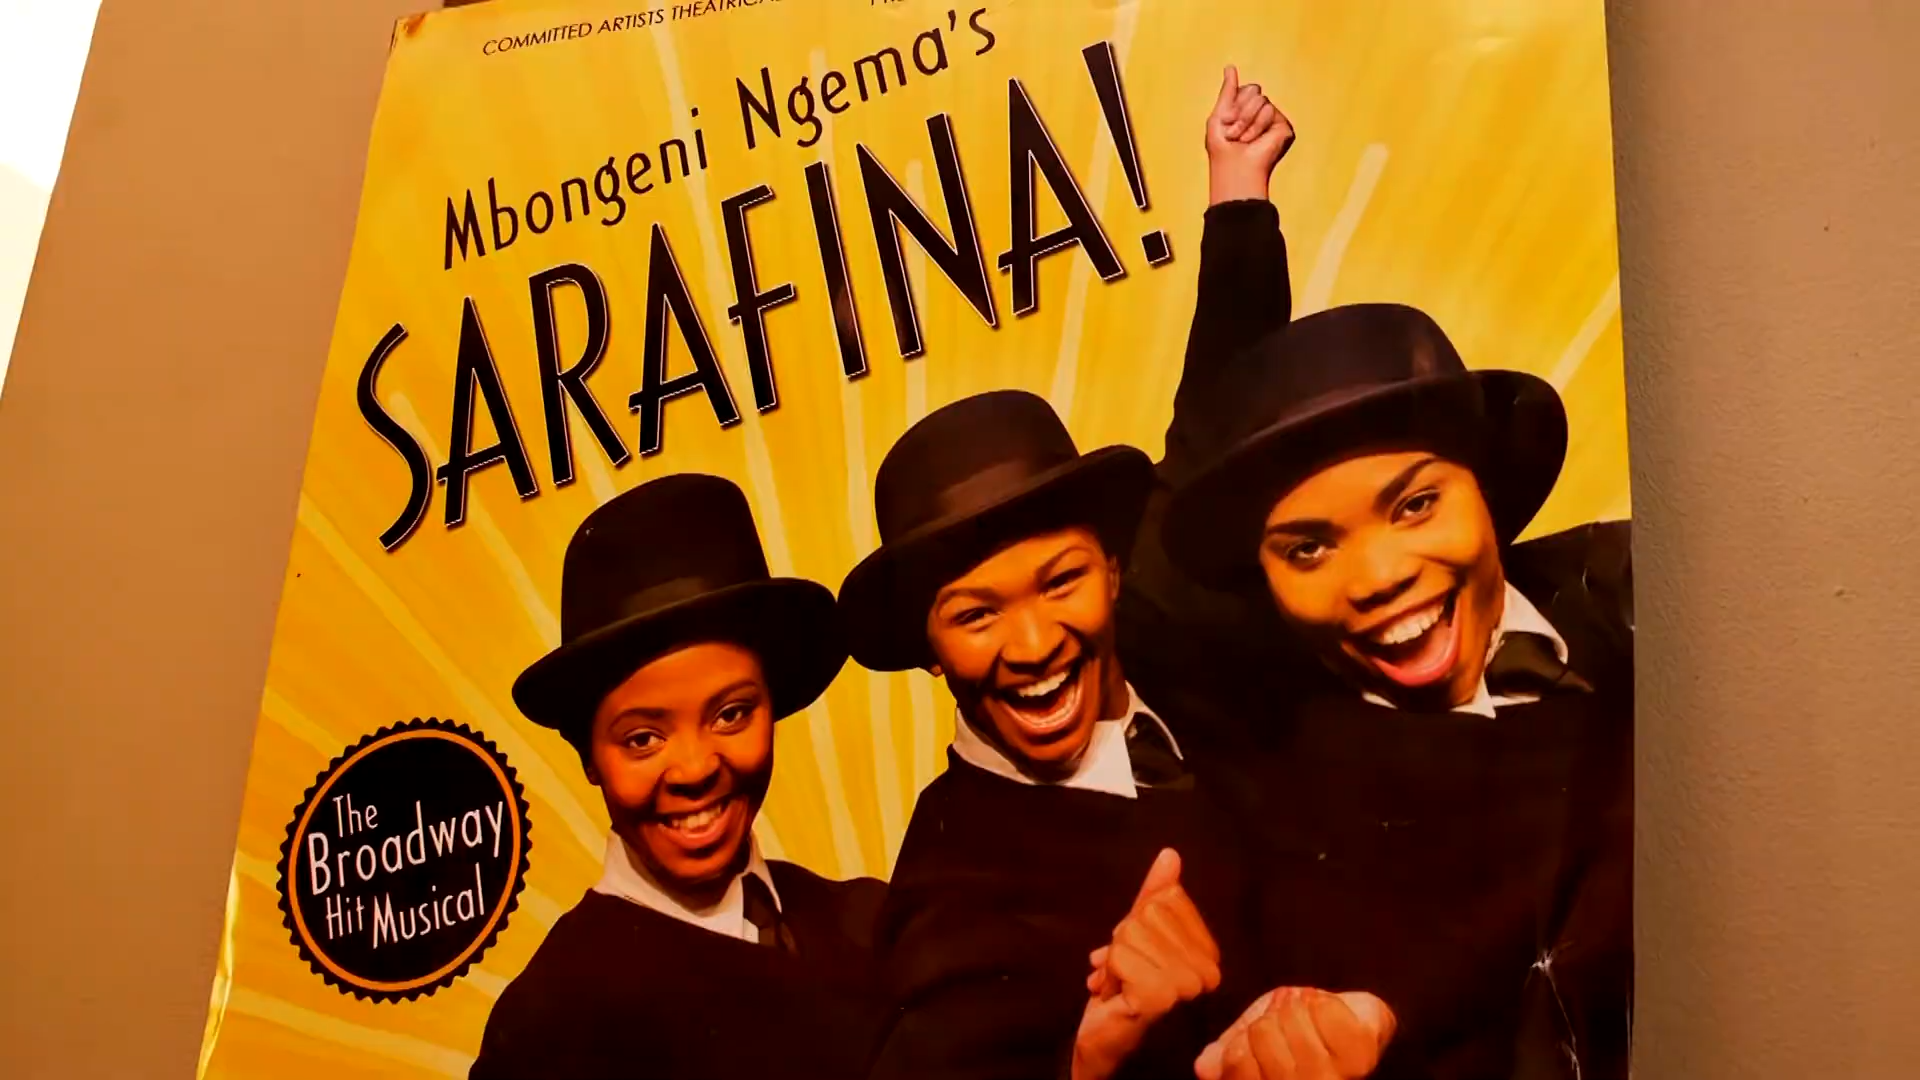 COMMITTED ARTISTS THEATRICAL
Mbongeni Ngema's
SARAFINA!
The
Broadway
Hit Musical